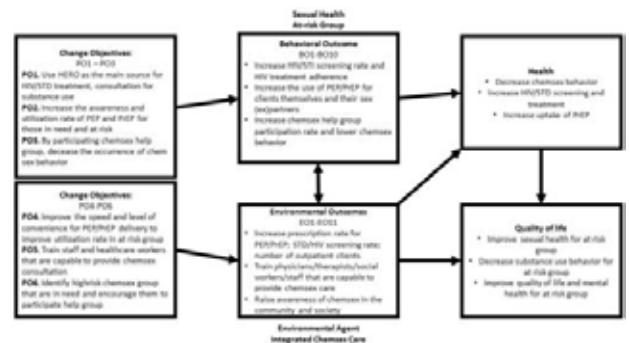 Sexual Health
At-risk Group
Change Objectives:
PO1 – PO3
PO1. Use HERO as the main source for
HIV/STD treatment, consultation for
substance use
PO2. Increase the awareness and
utilization rate of PEP and PrEP for
those in need and at risk
PO3. By participating chemsex help
group, decease the occurrence of chem
sex behavior
Behavioral Outcome
BO1-BO10
• Increase HIV/STI screening rate and
HIV treatment adherence
• Increase the use of PEP/PrEP for
clients themselves and their sex
(ex)partners
• Increase chemsex help group
participation rate and lower chemsex
behavior
Health
• Decrease chemsex behavior
• Increase HIV/STD screening and
treatment
• Increase uptake of PrEP
Change Objectives:
PO4-PO6
PO4. Improve the speed and level of
convenience for PEP/PrEP delivery to
improve utilization rate in at risk group
PO5. Train staff and healthcare workers
that are capable to provide chemsex
consultation
PO6. Identify highrisk chemsex group
that are in need and encourage them to
participate help group
Environmental Outcomes
EO1-EO11
• Increase prescription rate for
PEP/PrEP; STD/HIV screening rate;
number of outpatient clients
• Train physicians/therapists/social
workers/staff that are capable to
provide chemsex care
• Raise awareness of chemsex in the
community and society
Quality of life
• Improve sexual health for at risk
group
• Decrease substance use behavior
for at risk group
• Improve quality of life and mental
health for at risk group
Environmental Agent
Integrated Chemsex Care